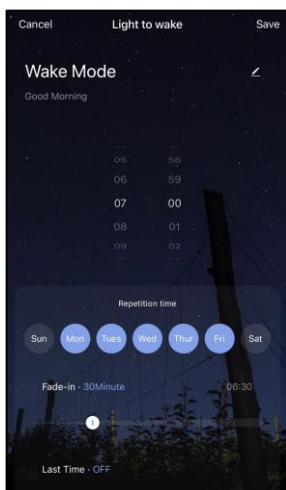 Cancel Light to wake Save
Wake Mode
Good Morning
05 58
06 59
07 00
08 01
09 02
Repetition time
Sun Mon Tues Wed Thur Fri Sat
Fade-in · 30Minute 06:30
Last Time · OFF